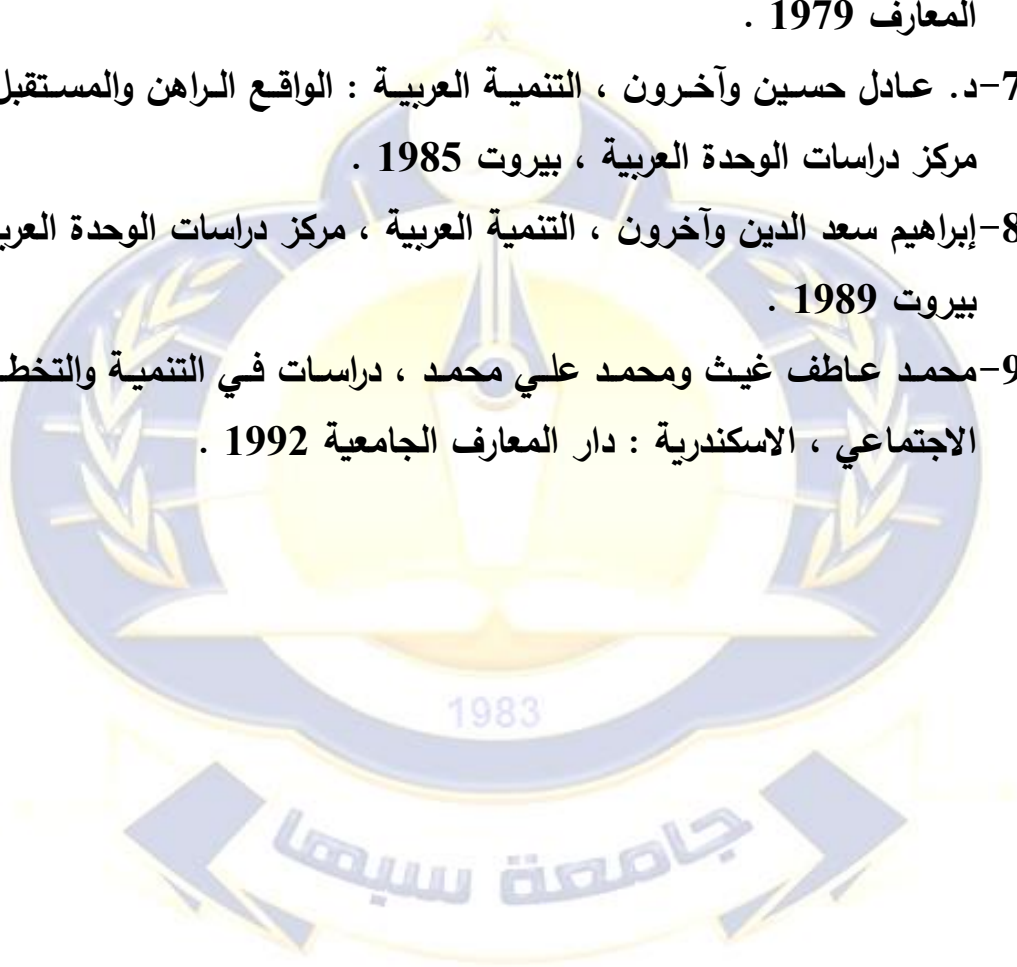 المعارف 1979 .
7-د. عادل حسين وآخرون ، التنمية العربية : الواقع الراهن والمستقبل
مركز دراسات الوحدة العربية ، بيروت 1985 .
8-إبراهيم سعد الدين وآخرون ، التنمية العربية ، مركز دراسات الوحدة
بيروت 1989 .
9-محمد عاطف غيث ومحمد علي محمد ، دراسات في التنمية
الاجتماعي ، الاسكندرية : دار المعارف الجامعية 1992 .
1983
جامعة سبها